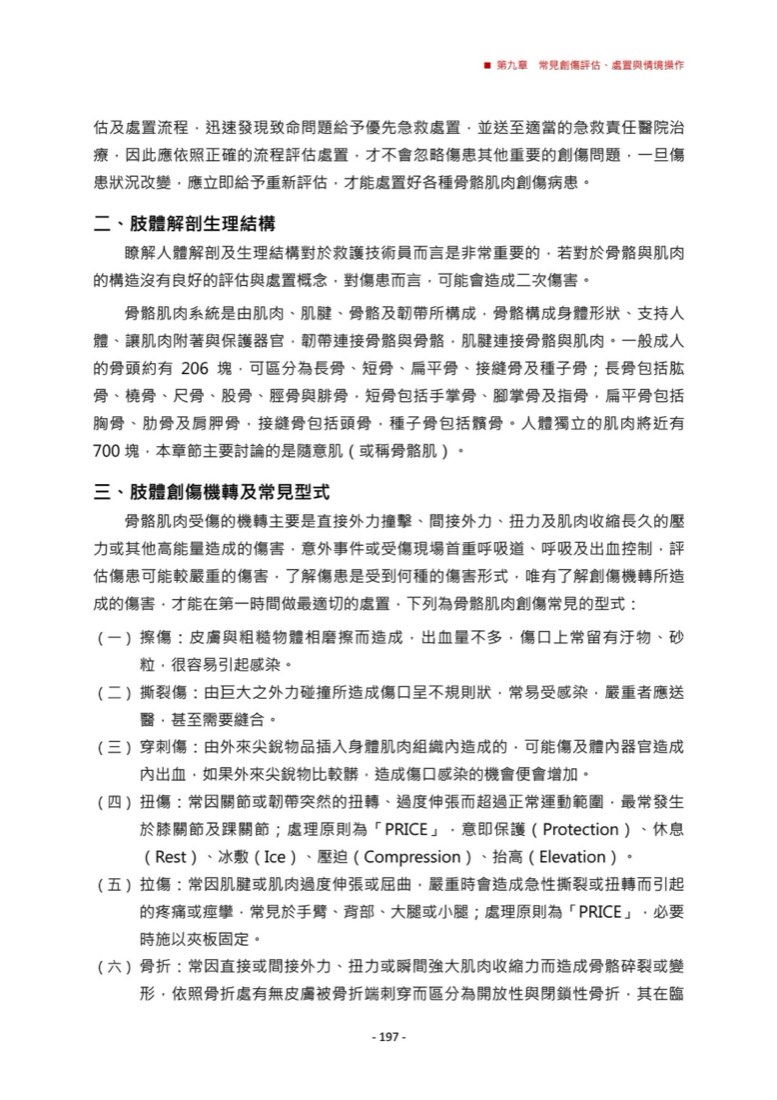 ■ 第九章　常見創傷評估、處置與情境操作
估及處置流程，迅速發現致命問題給予優先急救處置，並送至適當的急救責任醫院治
療，因此應依照正確的流程評估處置，才不會忽略傷患其他重要的創傷問題，一旦傷
患狀況改變，應立即給予重新評估，才能處置好各種骨骼肌肉創傷病患。
二、肢體解剖生理結構
瞭解人體解剖及生理結構對於救護技術員而言是非常重要的，若對於骨骼與肌肉
的構造沒有良好的評估與處置概念，對傷患而言，可能會造成二次傷害。
骨骼肌肉系統是由肌肉、肌腱、骨骼及韌帶所構成，骨骼構成身體形狀、支持人
體、讓肌肉附著與保護器官，韌帶連接骨骼與骨骼，肌腱連接骨骼與肌肉。一般成人
的骨頭約有 206 塊，可區分為長骨、短骨、扁平骨、接縫骨及種子骨；長骨包括肱
骨、橈骨、尺骨、股骨、脛骨與腓骨，短骨包括手掌骨、腳掌骨及指骨，扁平骨包括
胸骨、肋骨及肩胛骨，接縫骨包括頭骨，種子骨包括髕骨。人體獨立的肌肉將近有
700 塊，本章節主要討論的是隨意肌（或稱骨骼肌）。
三、肢體創傷機轉及常見型式
骨骼肌肉受傷的機轉主要是直接外力撞擊、間接外力、扭力及肌肉收縮長久的壓
力或其他高能量造成的傷害，意外事件或受傷現場首重呼吸道、呼吸及出血控制，評
估傷患可能較嚴重的傷害，了解傷患是受到何種的傷害形式，唯有了解創傷機轉所造
成的傷害，才能在第一時間做最適切的處置，下列為骨骼肌肉創傷常見的型式：
（一）擦傷：皮膚與粗糙物體相磨擦而造成，出血量不多，傷口上常留有汙物、砂
粒，很容易引起感染。
（二）撕裂傷：由巨大之外力碰撞所造成傷口呈不規則狀，常易受感染，嚴重者應送
醫，甚至需要縫合。
（三）穿刺傷：由外來尖銳物品插入身體肌肉組織內造成的，可能傷及體內器官造成
內出血，如果外來尖銳物比較髒，造成傷口感染的機會便會增加。
（四）扭傷：常因關節或韌帶突然的扭轉、過度伸張而超過正常運動範圍，最常發生
於膝關節及踝關節；處理原則為「PRICE」，意即保護（Protection）、休息
（Rest）、冰敷（Ice）、壓迫（Compression）、抬高（Elevation）。
（五）拉傷：常因肌腱或肌肉過度伸張或屈曲，嚴重時會造成急性撕裂或扭轉而引起
的疼痛或痙攣，常見於手臂、背部、大腿或小腿；處理原則為「PRICE」，必要
時施以夾板固定。
（六）骨折：常因直接或間接外力、扭力或瞬間強大肌肉收縮力而造成骨骼碎裂或變
形，依照骨折處有無皮膚被骨折端刺穿而區分為開放性與閉鎖性骨折，其在臨
- 197 -